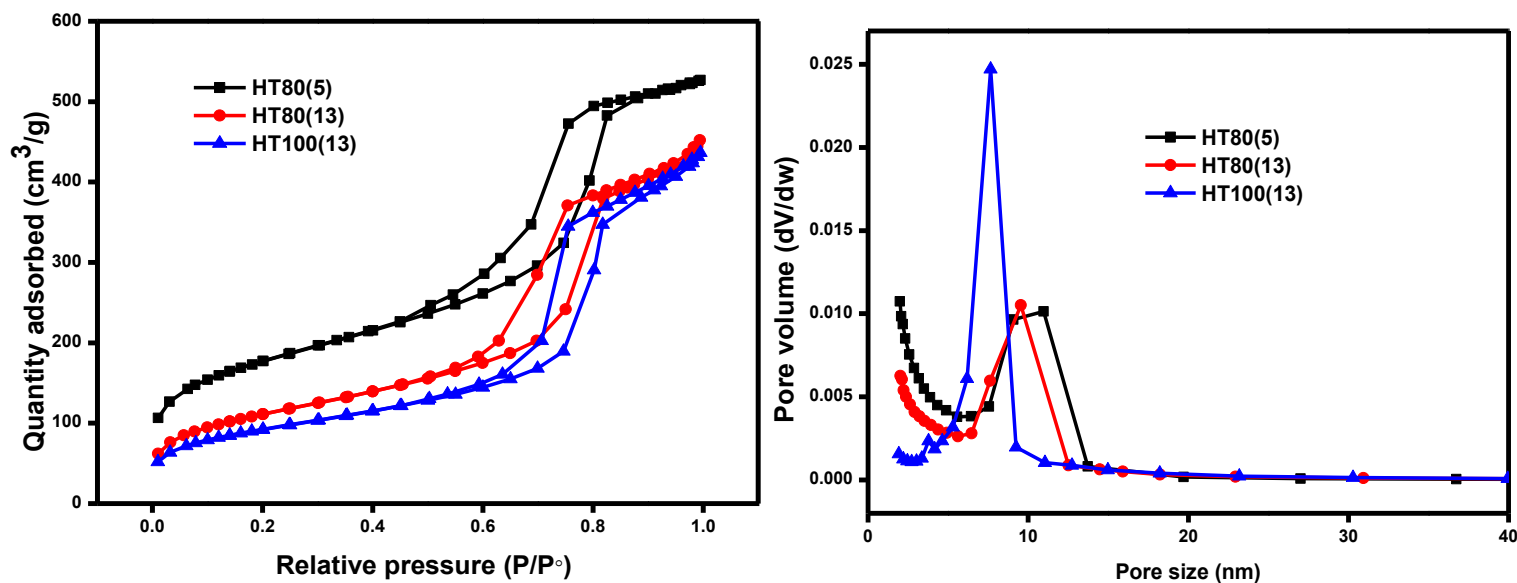 600
500
400
300
200
100
0
Quantity adsorbed (cm³/g)
HT80(5)
HT80(13)
HT100(13)
0.0 0.2 0.4 0.6 0.8 1.0
Relative pressure (P/P°)
0.025
0.020
0.015
0.010
0.005
0.000
Pore volume (dV/dw)
HT80(5)
HT80(13)
HT100(13)
0 10 20 30 40
Pore size (nm)